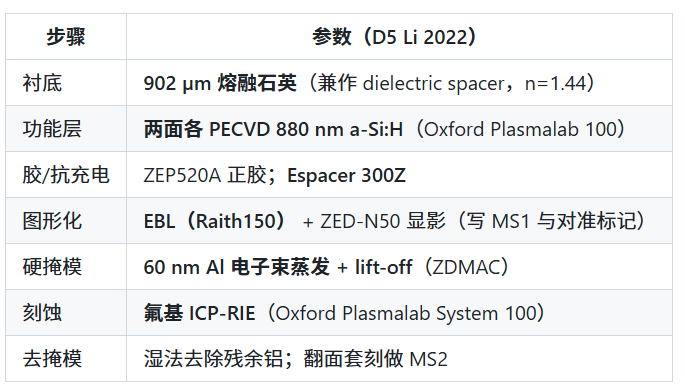 步骤 参数（D5 Li 2022）
衬底 902 μm 熔融石英（兼作 dielectric spacer，n=1.44）
功能层 两面各 PECVD 880 nm a-Si:H（Oxford Plasmalab 100）
胶/抗充电 ZEP520A 正胶；Espacer 300Z
图形化 EBL（Raith150） + ZED-N50 显影（写 MS1 与对准标记）
硬掩模 60 nm Al 电子束蒸发 + lift-off（ZDMAC）
刻蚀 氟基 ICP-RIE（Oxford Plasmalab System 100）
去掩模 湿法去除残余铝；翻面套刻做 MS2